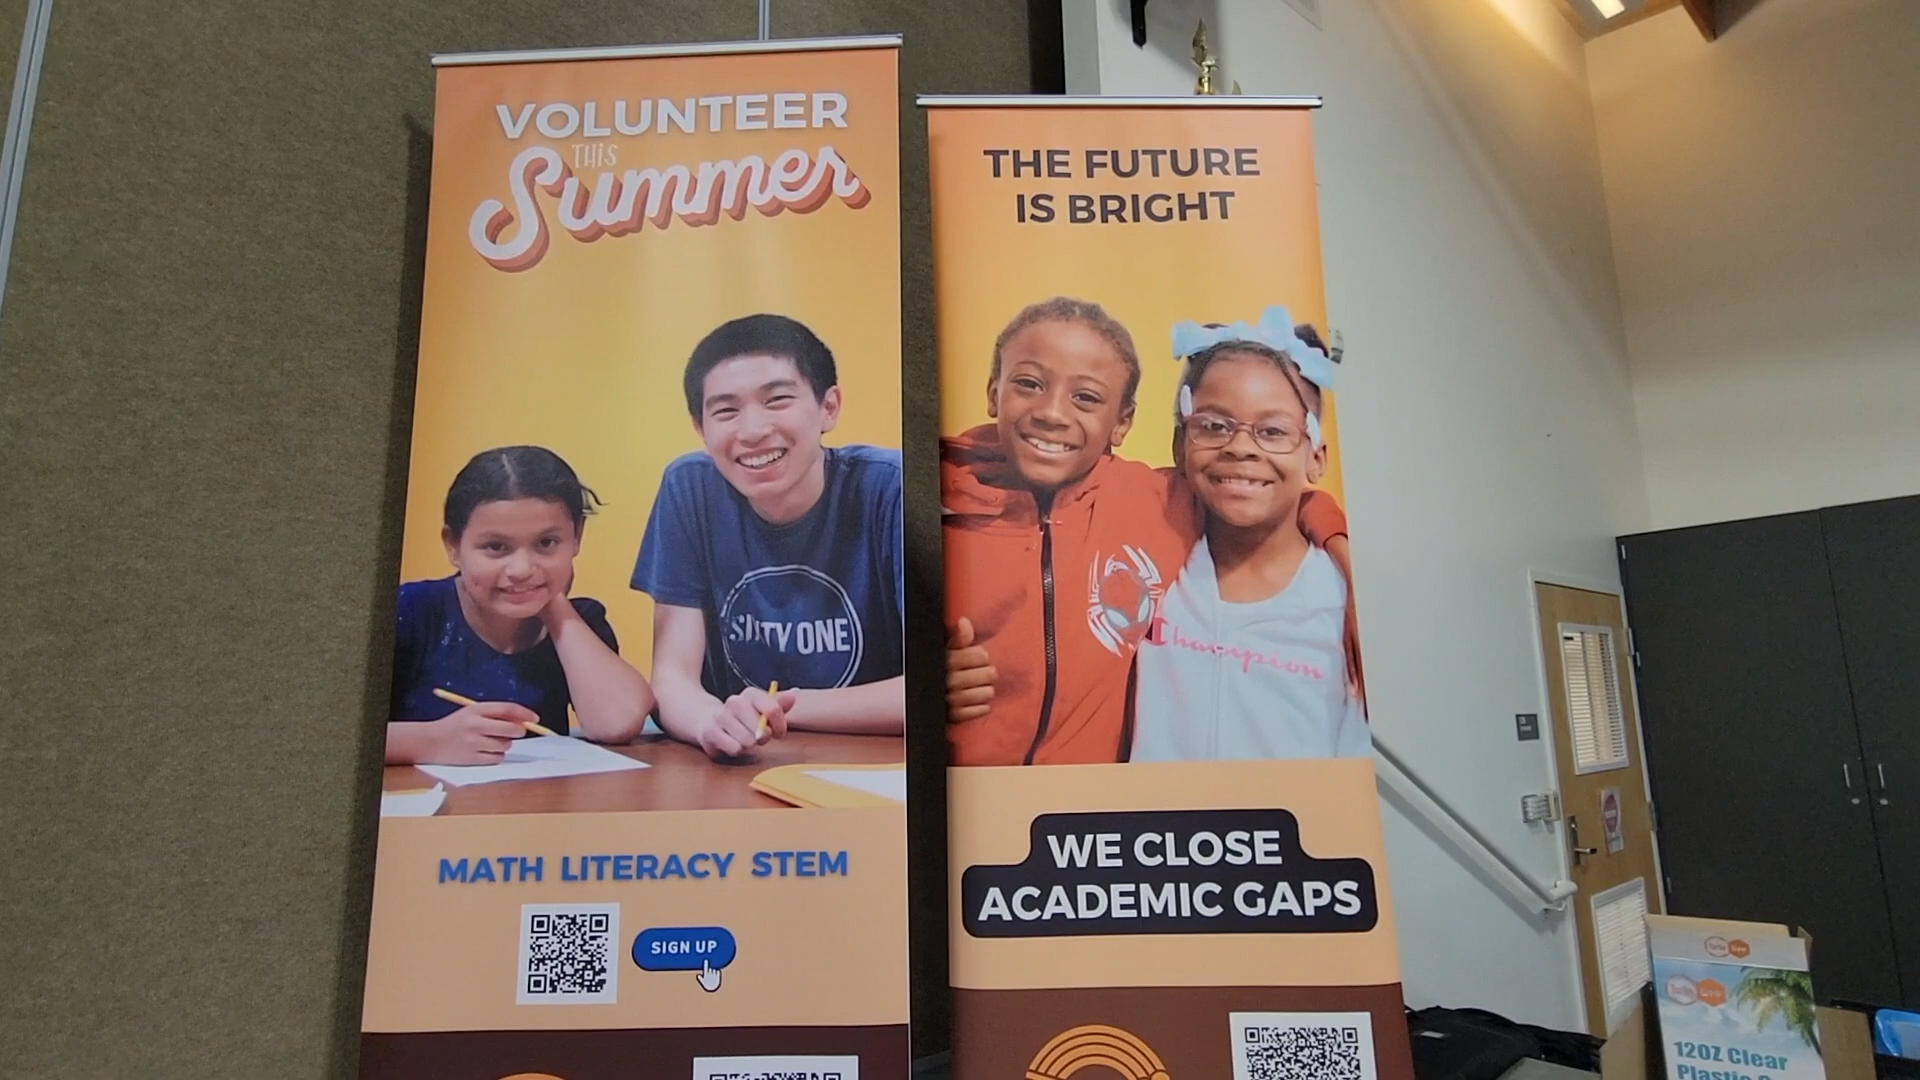 VOLUNTEER
THIS
Summer
SIXTY ONE
MATH LITERACY STEM
SIGN UP
THE FUTURE
IS BRIGHT
Champion
WE CLOSE
ACADEMIC GAPS
12OZ Clear
Plastic